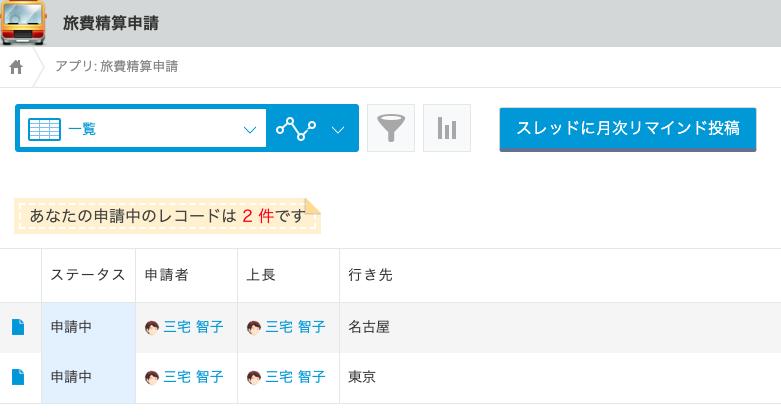 旅費精算申請
アプリ: 旅費精算申請
一覧
スレッドに月次リマインド投稿
あなたの申請中のレコードは 2 件です
ステータス 申請者 上長 行き先
申請中 三宅 智子 三宅 智子 名古屋
申請中 三宅 智子 三宅 智子 東京